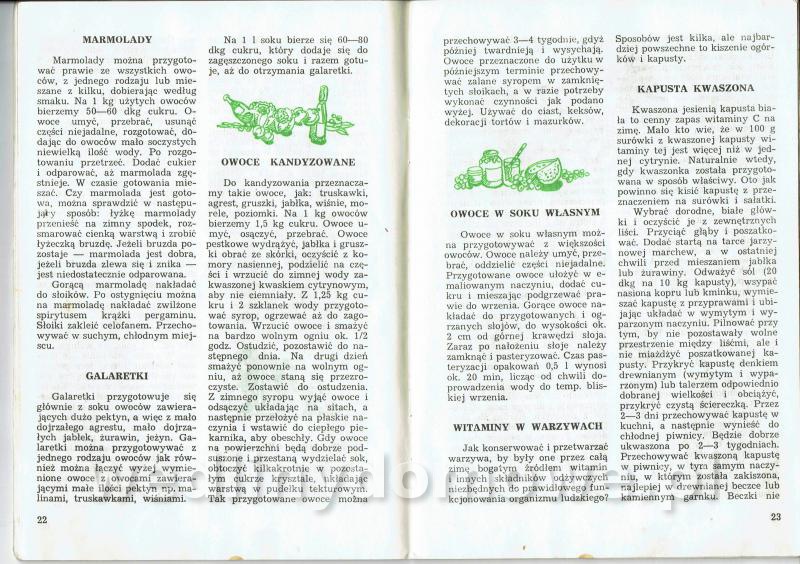 MARMOLADY
Marmolady można przygoto-
wać prawie ze wszystkich owo-
ców, z jednego rodzaju lub mie-
szane z kilku, dobierając według
smaku. Na 1 kg użytych owoców
bierzemy 50—60 dkg cukru. O-
woce umyć, przebrać, usunąć
części niejadalne, rozgotować, do-
dając do owoców mało soczystych
niewielką ilość wody. Po rozgo-
towaniu przetrzeć. Dodać cukier
i odparować, aż marmolada zgę-
stnieje. W czasie gotowania mie-
szać. Czy marmolada jest goto-
wa, można sprawdzić w następu-
jący sposób: łyżkę marmolady
przenieść na zimny spodek, roz-
smarować cienką warstwą i zrobić
łyżeczką bruzdę. Jeżeli bruzda po-
zostaje — marmolada jest dobra,
jeżeli bruzda zlewa się i znika —
jest niedostatecznie odparowana.
Gorącą marmoladę nakładać
do słoików. Po ostygnięciu można
na marmoladę nakładać zwilżone
spirytusem krążki pergaminu.
Słoiki zakleić celofanem. Przecho-
wywać w suchym, chłodnym miej-
scu.
GALARETKI
Galaretki przygotowuje się
głównie z soku owoców zawiera-
jących dużo pektyn, a więc z mało
dojrzałego agrestu, mało dojrza-
łych jabłek, żurawin, jeżyn. Ga-
laretki można przygotowywać z
jednego rodzaju owoców jak rów-
nież można łączyć wyżej wymie-
nione owoce z owocami zawiera-
jącymi małe ilości pektyn np. ma-
linami, truskawkami, wiśniami.
22
Na 1 l soku bierze się 60—80
dkg cukru, który dodaje się do
zagęszczonego soku i razem gotu-
je, aż do otrzymania galaretki.
OWOCE KANDYZOWANE
Do kandyzowania przeznacza-
my takie owoce, jak: truskawki,
agrest, gruszki, jabłka, wiśnie, mo-
rele, poziomki. Na 1 kg owoców
bierzemy 1,5 kg cukru. Owoce u-
myć, osączyć, przebrać. Owoce
pestkowe wydrążyć, jabłka i grusz-
ki obrać ze skórki, oczyścić z ko-
mory nasiennej, podzielić na czę-
ści i wrzucić do zimnej wody za-
kwaszonej kwaskiem cytrynowym,
aby nie ciemniały. Z 1,25 kg cu-
kru i 2 szklanek wody przygoto-
wać syrop, ogrzewać aż do zago-
towania. Wrzucić owoce i smażyć
na bardzo wolnym ogniu ok. 1/2
godz. Ostudzić, pozostawić do na-
stępnego dnia. Na drugi dzień
smażyć ponownie na wolnym og-
niu, aż owoce staną się przezro-
czyste. Zostawić do ostudzenia.
Z zimnego syropu wyjąć owoce i
odsączyć układając na sitach, a
następnie przełożyć na płaskie na-
czynia i wstawić do ciepłego pie-
karnika, aby obeschły. Gdy owoce
na powierzchni będą dobrze pod-
suszone i przestaną wydzielać sok,
obtoczyć kilkakrotnie w pozosta-
łym cukrze krysztale, układać
warstwami w pudełku tekturowym.
Tak przygotowane owoce można
przechowywać 3—4 tygodnie, gdyż
później twardnieją i wysychają.
Owoce przeznaczone do użytku w
późniejszym terminie przechowy-
wać zalane syropem w zamknię-
tych słoikach, a w razie potrzeby
wykonać czynności jak podano
wyżej. Używać do ciast, keksów,
dekoracji tortów i mazurków.
OWOCE W SOKU WŁASNYM
Owoce w soku własnym moż-
na przygotowywać z większości
owoców. Owoce należy umyć, prze-
brać, oddzielić części niejadalne.
Przygotowane owoce ułożyć w e-
maliowanym naczyniu, dodać cu-
kru i mieszając podgrzewać pra-
wie do wrzenia. Gorące owoce na-
kładać do przygotowanych i og-
rzanych słojów, do wysokości ok.
2 cm od górnej krawędzi słoja.
Zaraz po nałożeniu słoje należy
zamknąć i pasteryzować. Czas pas-
teryzacji opakowań 0,5 l wynosi
ok. 20 min, licząc od chwili do-
prowadzenia wody do temp. blis-
kiej wrzenia.
WITAMINY W WARZYWACH
Jak konserwować i przetwarzać
warzywa, by były one przez całą
zimę bogatym źródłem witamin
i innych składników odżywczych
niezbędnych do prawidłowego fun-
kcjonowania organizmu ludzkiego?
Sposobów jest kilka, ale najbar-
dziej powszechne to kiszenie ogór-
ków i kapusty.
KAPUSTA KWASZONA
Kwaszona jesienią kapusta bia-
ła to cenny zapas witaminy C na
zimę. Mało kto wie, że w 100 g
surówki z kwaszonej kapusty wi-
taminy tej jest więcej niż w jed-
nej cytrynie. Naturalnie wtedy,
gdy kwaszonka została przygoto-
wana w sposób właściwy. Oto jak
powinno się kisić kapustę z prze-
znaczeniem na surówki i sałatki.
Wybrać dorodne, białe głów-
ki i oczyścić je z zewnętrznych
liści. Przyciąć głąby i poszatko-
wać. Dodać startą na tarce jarzy-
nowej marchew, a w ostatniej
chwili przed mieszaniem jabłka
lub żurawiny. Odważyć sól (20
dkg na 10 kg kapusty), wsypać
nasiona kopru lub kminku, wymie-
szać kapustę z przyprawami i ubi-
jając układać w wymytym i wy-
parzonym naczyniu. Pilnować przy
tym, by nie pozostawały wolne
przestrzenie między liśćmi, ale i
nie miażdżyć poszatkowanej ka-
pusty. Przykryć kapustę denkiem
drewnianym (wymytym i wypa-
rzonym) lub talerzem odpowiednio
dobranej wielkości i obciążyć,
przykryć czystą ściereczką. Przez
2—3 dni przechowywać kapustę w
kuchni, a następnie wynieść do
chłodnej piwnicy. Będzie dobrze
ukwaszona po 2—3 tygodniach.
Przechowywać kwaszoną kapustę
w piwnicy, w tym samym naczy-
niu, w którym została zakiszona,
najlepiej w drewnianej beczce lub
kamiennym garnku. Beczki nie
23